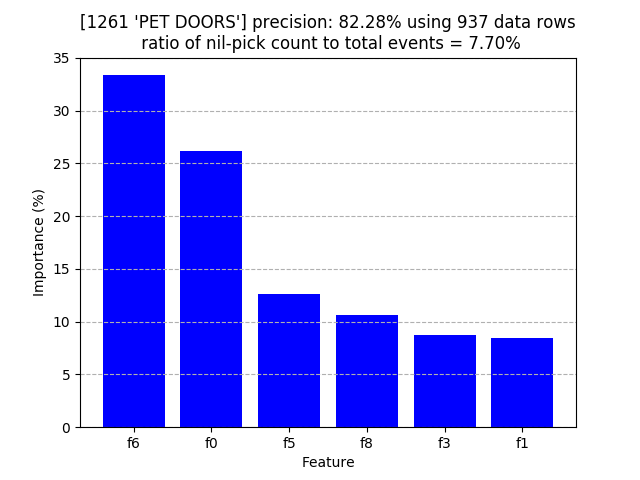 [1261 'PET DOORS'] precision: 82.28% using 937 data rows
ratio of nil-pick count to total events = 7.70%
35
30
25
20
15
10
5
0
Importance (%)
f6 f0 f5 f8 f3 f1
Feature